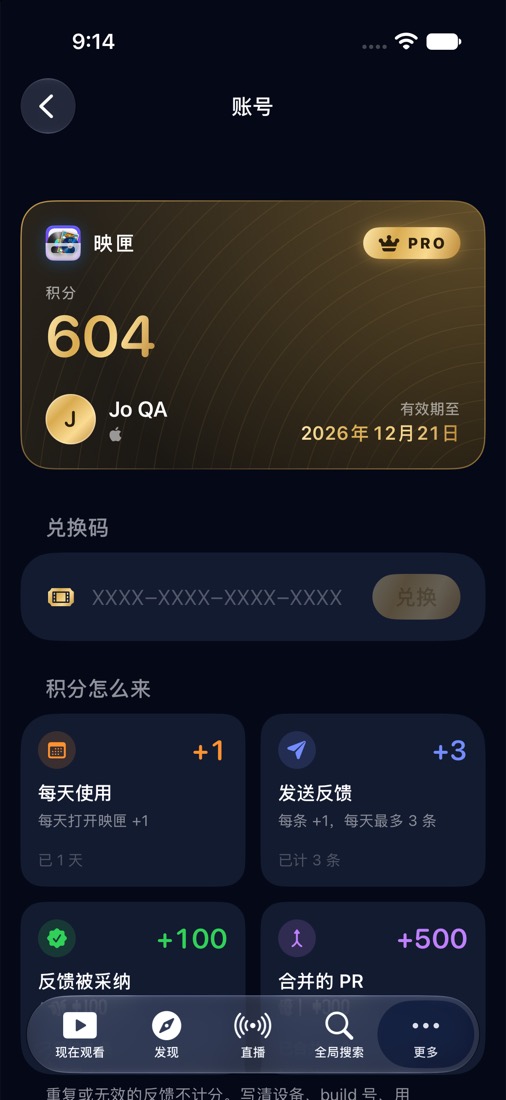 9:14
账号
映匣
PRO
积分
604
J
Jo QA
有效期至
2026年12月21日
兑换码
XXXX–XXXX–XXXX–XXXX
兑换
积分怎么来
+1
每天使用
每天打开映匣 +1
已 1 天
+3
发送反馈
每条 +1，每天最多 3 条
已计 3 条
+100
反馈被采纳
+500
合并的 PR
现在观看
发现
直播
全局搜索
更多
重复或无效的反馈不计分。写清设备、build 号、用